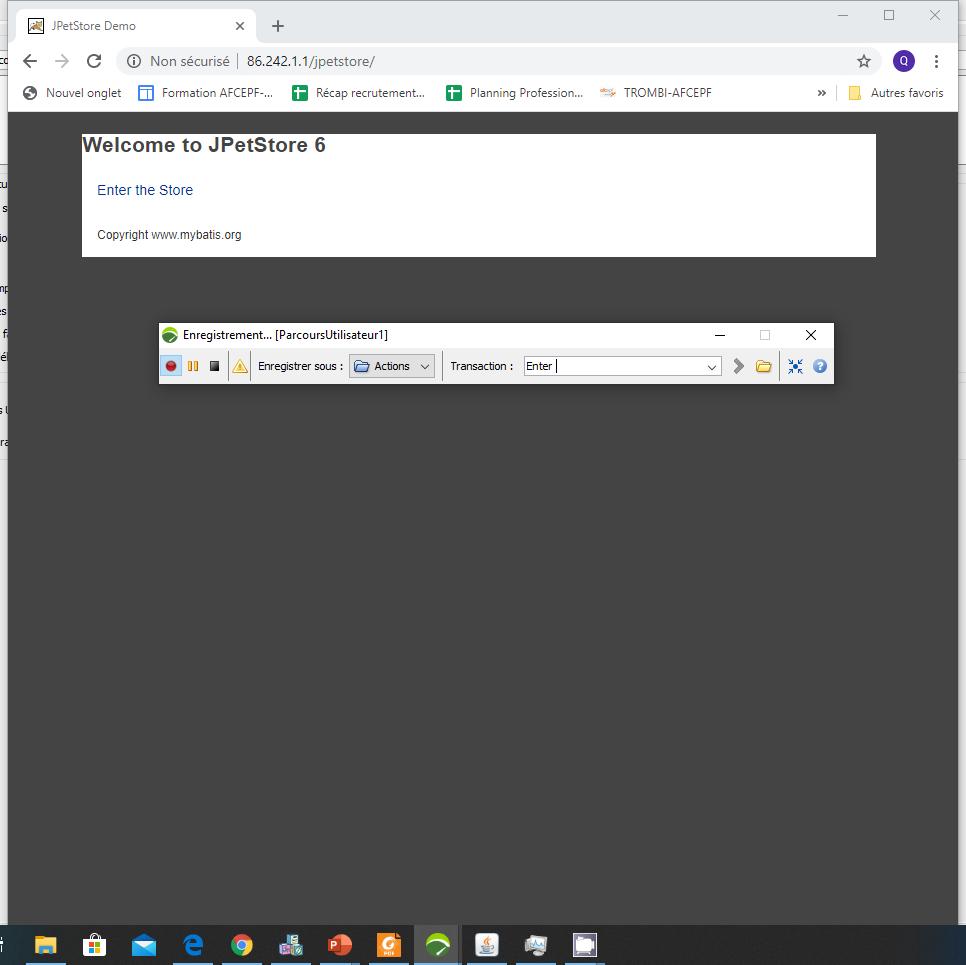 JPetStore Demo
Non sécurisé 86.242.1.1/jpetstore/ Q
Nouvel onglet Formation AFCEPF-... Récap recrutement... Planning Profession... TROMBI-AFCEPF » Autres favoris
Welcome to JPetStore 6
Enter the Store
Copyright www.mybatis.org
Enregistrement... [ParcoursUtilisateur1]
Enregistrer sous : Actions Transaction : Enter